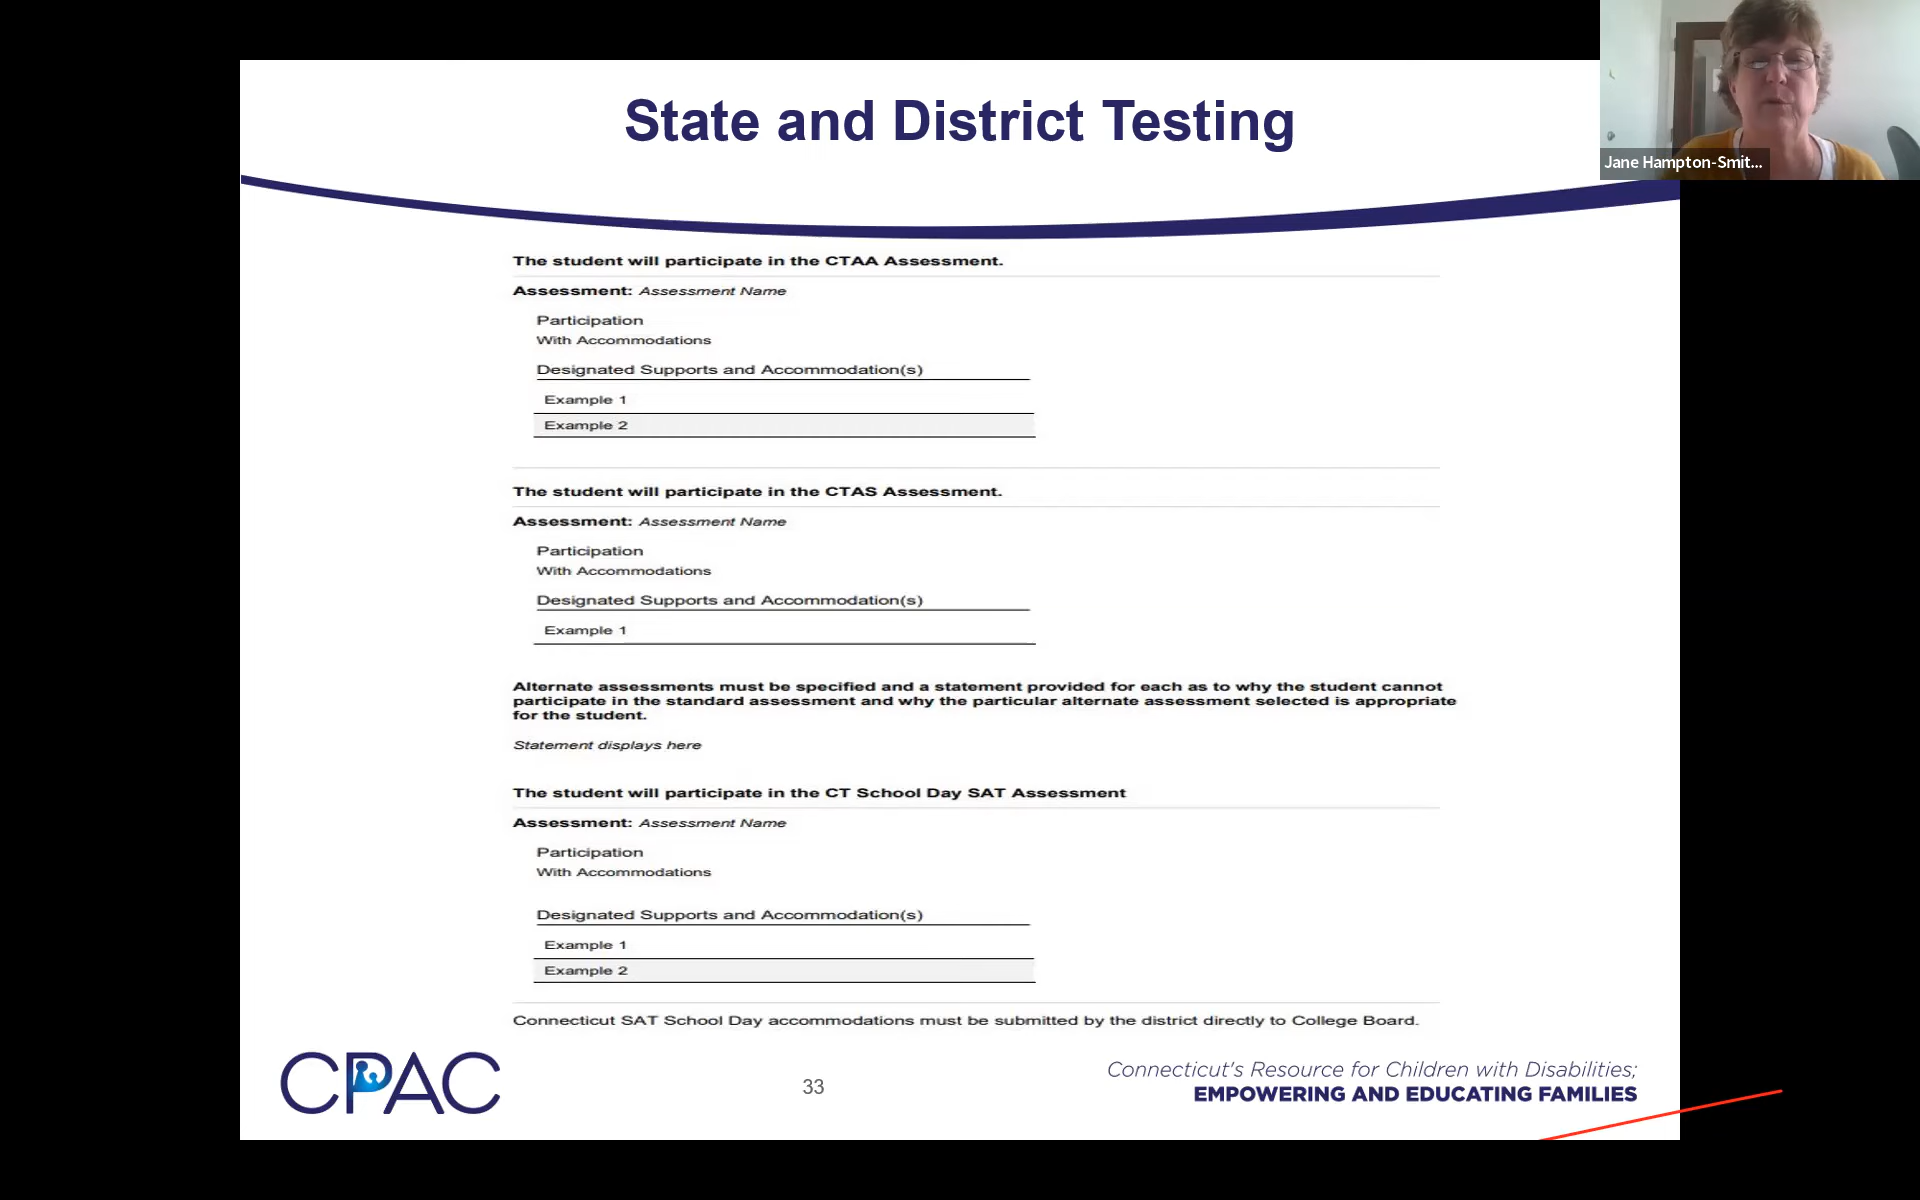 State and District Testing
Jane Hampton-Smit...
The student will participate in the CTAA Assessment.
Assessment: Assessment Name
Participation
With Accommodations
Designated Supports and Accommodation(s)
Example 1
Example 2
The student will participate in the CTAS Assessment.
Assessment: Assessment Name
Participation
With Accommodations
Designated Supports and Accommodation(s)
Example 1
Alternate assessments must be specified and a statement provided for each as to why the student cannot
participate in the standard assessment and why the particular alternate assessment selected is appropriate
for the student.
Statement displays here
The student will participate in the CT School Day SAT Assessment
Assessment: Assessment Name
Participation
With Accommodations
Designated Supports and Accommodation(s)
Example 1
Example 2
Connecticut SAT School Day accommodations must be submitted by the district directly to College Board.
CPAC
33
Connecticut's Resource for Children with Disabilities;
EMPOWERING AND EDUCATING FAMILIES